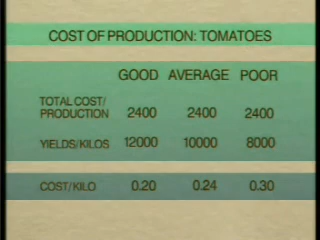 COST OF PRODUCTION: TOMATOES
GOOD AVERAGE POOR
TOTAL COST/
PRODUCTION 2400 2400 2400
YIELDS/KILOS 12000 10000 8000
COST/KILO 0.20 0.24 0.30